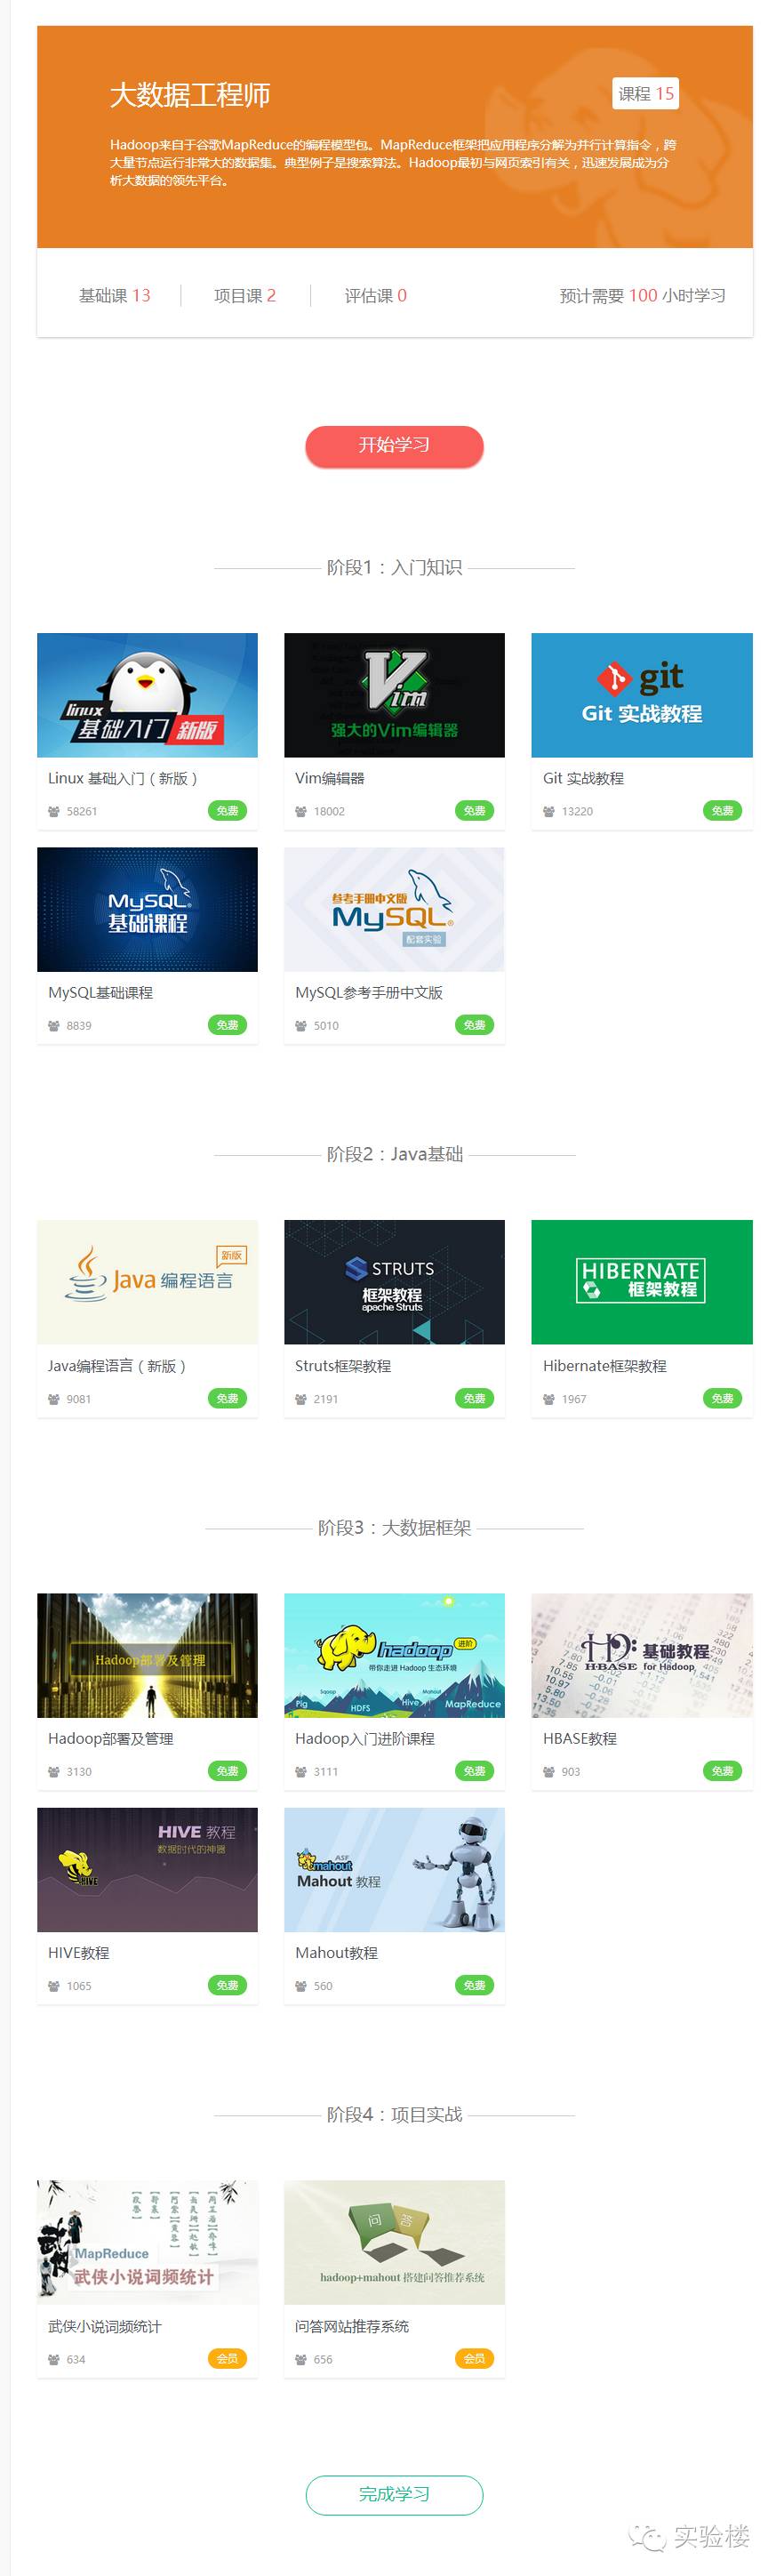 大数据工程师
课程 15
Hadoop来自于谷歌MapReduce的编程模型包。MapReduce框架把应用程序分解为并行计算指令，跨
大量节点运行非常大的数据集。典型例子是搜索算法。Hadoop最初与网页索引有关，迅速发展成为分
析大数据的领先平台。
基础课 13
项目课 2
评估课 0
预计需要 100 小时学习
开始学习
阶段1：入门知识
linux
基础入门 新版
Vim
强大的Vim编辑器
git
Git 实战教程
Linux 基础入门（新版）
Vim编辑器
Git 实战教程
58261 免费
18002 免费
13220 免费
MySQL
基础课程
参考手册中文版
MySQL
配套实验
MySQL基础课程
MySQL参考手册中文版
8839 免费
5010 免费
阶段2：Java基础
新版
Java 编程语言
STRUTS
框架教程
apache Struts
HIBERNATE
框架教程
Java编程语言（新版）
Struts框架教程
Hibernate框架教程
9081 免费
2191 免费
1967 免费
阶段3：大数据框架
Hadoop部署及管理
hadoop 进阶
带你走进 Hadoop 生态环境
Pig Sqoop HDFS Hive Mahout MapReduce
H·BASE
基础教程
for Hadoop
Hadoop部署及管理
Hadoop入门进阶课程
HBASE教程
3130 免费
3111 免费
903 免费
HIVE 教程
数据时代的神器
HIVE
ASF
mahout
Mahout 教程
HIVE教程
Mahout教程
1065 免费
560 免费
阶段4：项目实战
MapReduce
武侠小说词频统计
问 答
hadoop+mahout 搭建问答推荐系统
武侠小说词频统计
问答网站推荐系统
634 会员
656 会员
完成学习
实验楼